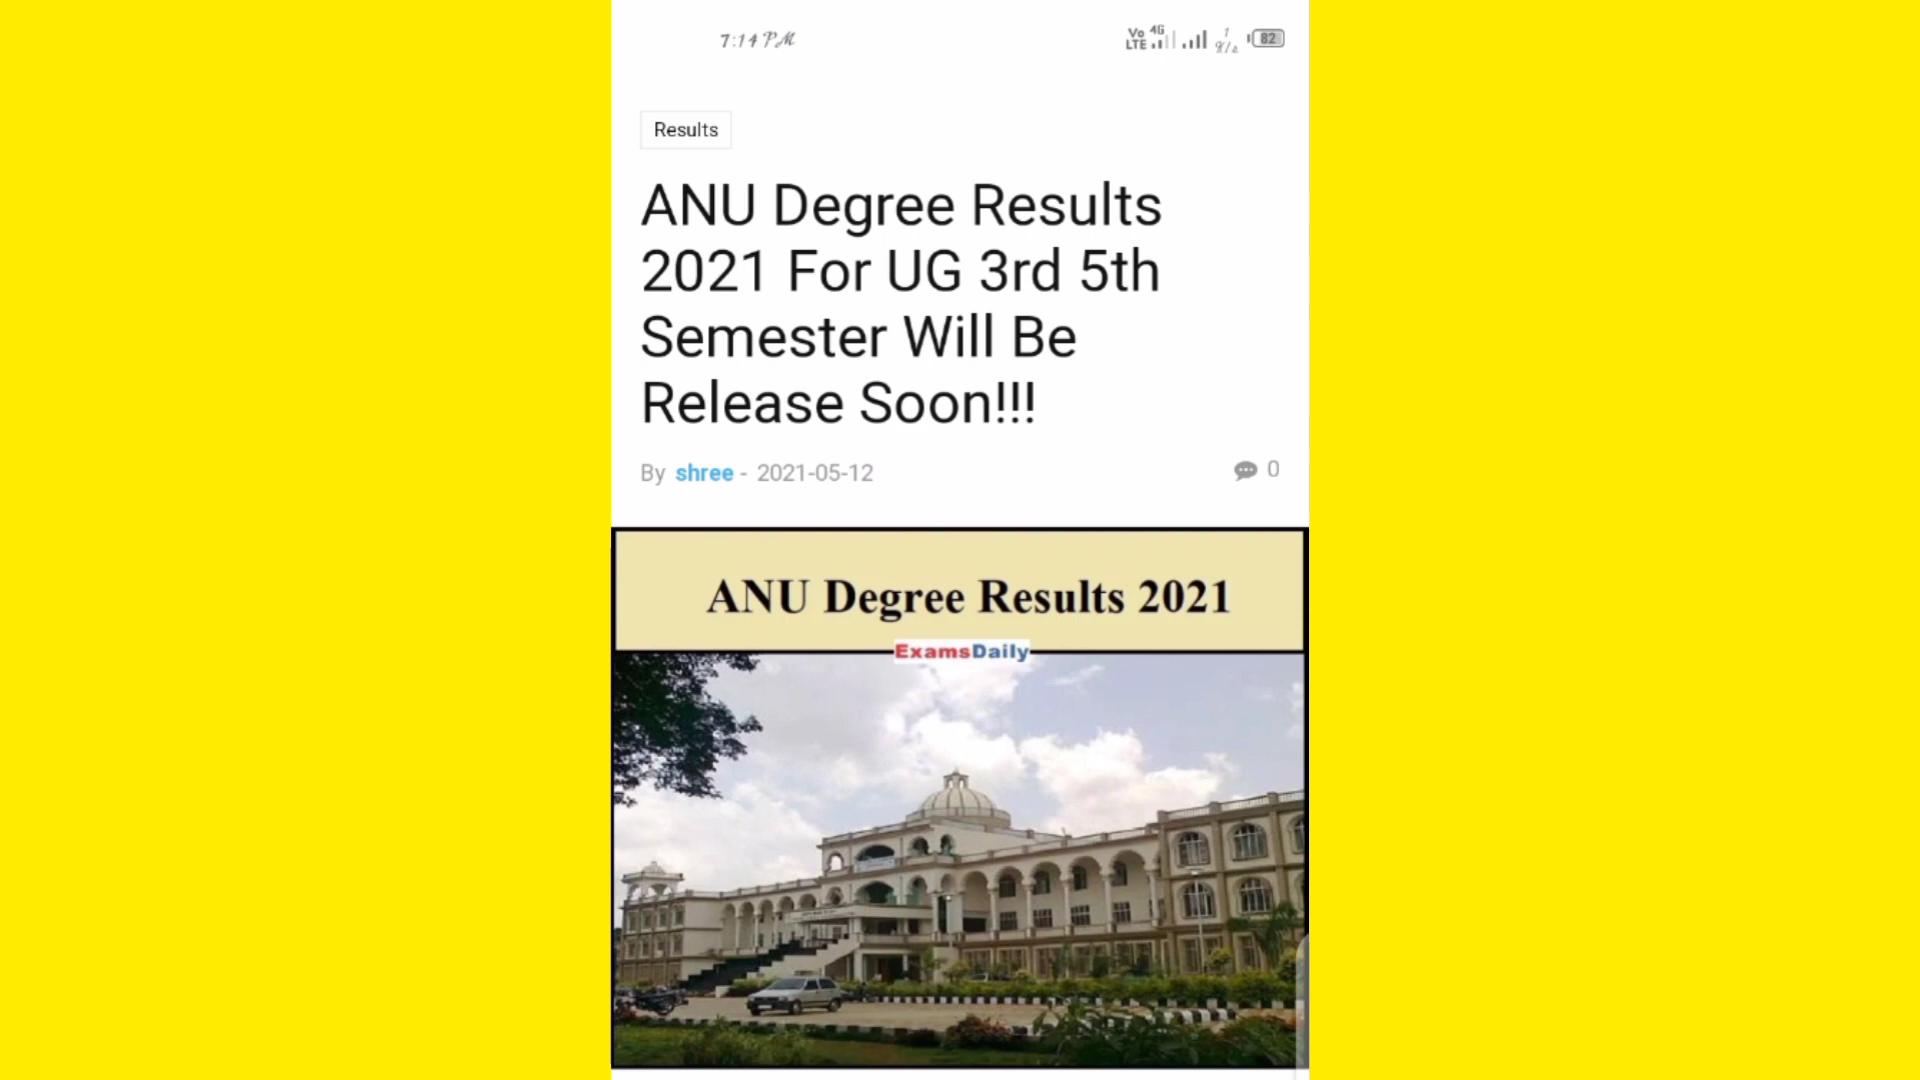 7:14 PM
Vo 4G
LTE
82
Results
ANU Degree Results
2021 For UG 3rd 5th
Semester Will Be
Release Soon!!!
By shree - 2021-05-12
0
ANU Degree Results 2021
ExamsDaily